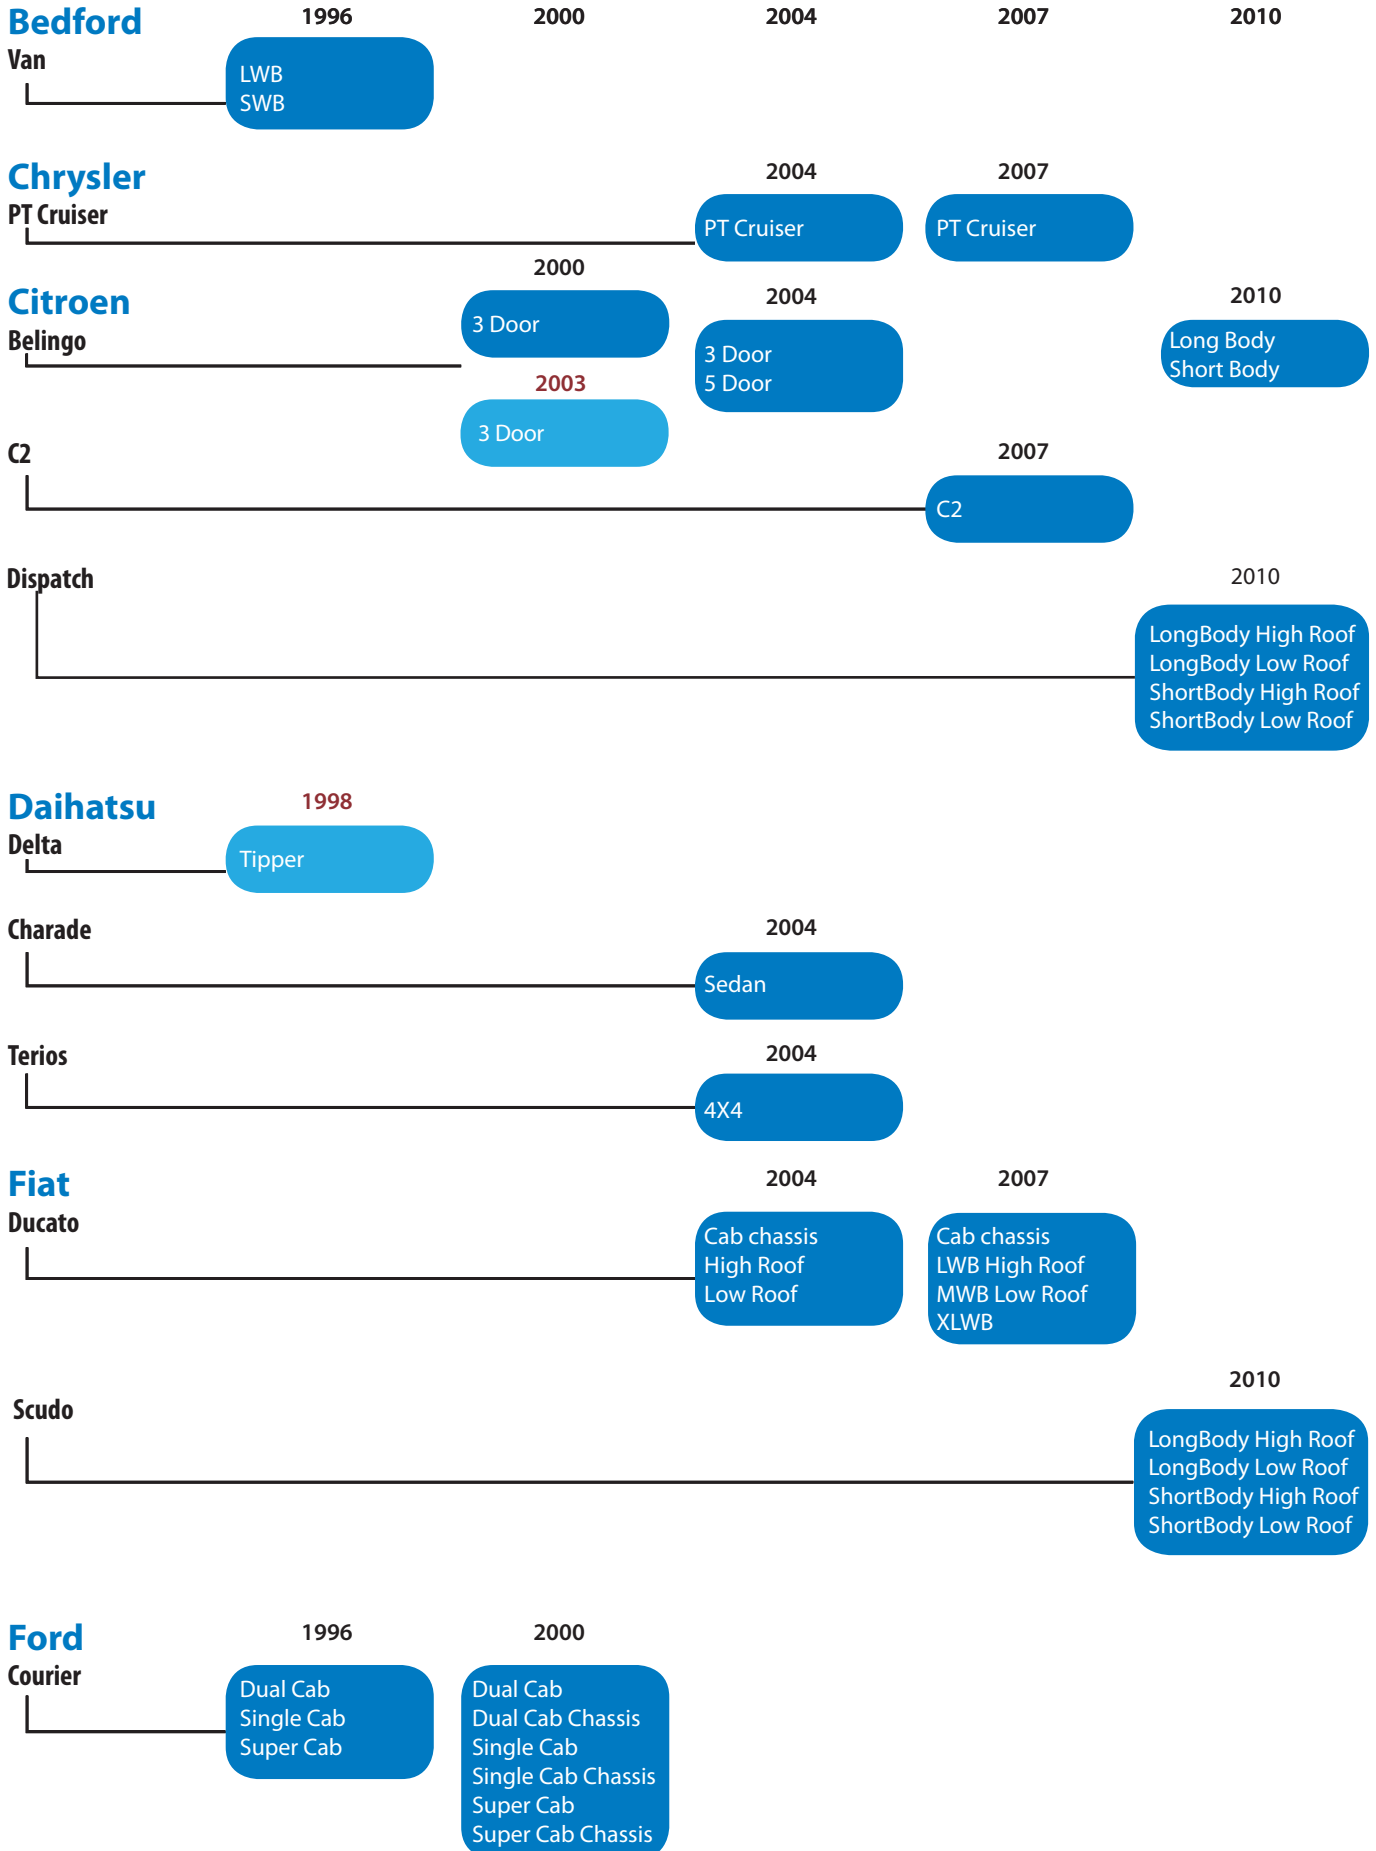 Bedford
1996 2000 2004 2007 2010
Van
LWB
SWB
Chrysler
2004 2007
PT Cruiser
PT Cruiser
PT Cruiser
2000
Citroen
2004
2010
Belingo
3 Door
3 Door
5 Door
Long Body
Short Body
2003
3 Door
C2
2007
C2
Dispatch
2010
LongBody High Roof
LongBody Low Roof
ShortBody High Roof
ShortBody Low Roof
Daihatsu
1998
Delta
Tipper
Charade
2004
Sedan
Terios
2004
4X4
Fiat
2004 2007
Ducato
Cab chassis
High Roof
Low Roof
Cab chassis
LWB High Roof
MWB Low Roof
XLWB
2010
Scudo
LongBody High Roof
LongBody Low Roof
ShortBody High Roof
ShortBody Low Roof
Ford
1996 2000
Courier
Dual Cab
Single Cab
Super Cab
Dual Cab
Dual Cab Chassis
Single Cab
Single Cab Chassis
Super Cab
Super Cab Chassis